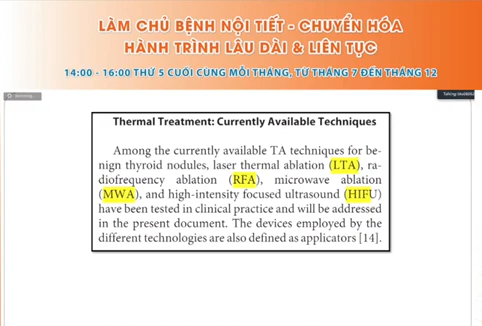 LÀM CHỦ BỆNH NỘI TIẾT - CHUYỂN HÓA
HÀNH TRÌNH LÂU DÀI & LIÊN TỤC
14:00 - 16:00 THỨ 5 CUỐI CÙNG MỖI THÁNG, TỪ THÁNG 7 ĐẾN THÁNG 12
Talking:
Thermal Treatment: Currently Available Techniques
Among the currently available TA techniques for be-
nign thyroid nodules, laser thermal ablation (LTA), ra-
diofrequency ablation (RFA), microwave ablation
(MWA), and high-intensity focused ultrasound (HIFU)
have been tested in clinical practice and will be addressed
in the present document. The devices employed by the
different technologies are also defined as applicators [14].